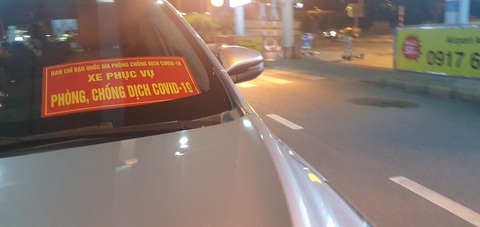 BAN CHỈ ĐẠO QUỐC GIA PHÒNG CHỐNG DỊCH COVID-19
XE PHỤC VỤ
PHÒNG, CHỐNG DỊCH COVID-19
Airport
0917 6